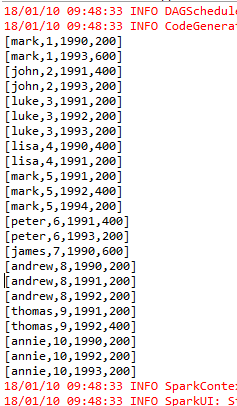 18/01/10 09:48:33 INFO DAGSchedule
18/01/10 09:48:33 INFO CodeGenerat
[mark,1,1990,200]
[mark,1,1993,600]
[john,2,1991,400]
[john,2,1993,200]
[luke,3,1991,200]
[luke,3,1992,200]
[luke,3,1993,200]
[lisa,4,1990,400]
[lisa,4,1991,200]
[mark,5,1991,200]
[mark,5,1992,400]
[mark,5,1994,200]
[peter,6,1991,400]
[peter,6,1993,200]
[james,7,1990,600]
[andrew,8,1990,200]
[andrew,8,1991,200]
[andrew,8,1992,200]
[thomas,9,1991,200]
[thomas,9,1992,400]
[annie,10,1990,200]
[annie,10,1992,200]
[annie,10,1993,200]
18/01/10 09:48:33 INFO SparkConte
18/01/10 09:48:33 INFO SparkUI: St